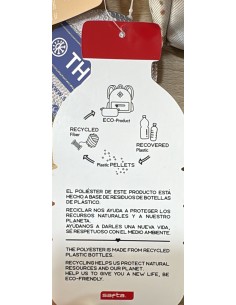 TH
ECO-Product
RECYCLED
Fiber
RECOVERED
Plastic
Plastic PELLETS
EL POLIÉSTER DE ESTE PRODUCTO ESTÁ
HECHO A BASE DE RESIDUOS DE BOTELLAS
DE PLÁSTICO.
RECICLAR NOS AYUDA A PROTEGER LOS
RECURSOS NATURALES Y A NUESTRO
PLANETA.
AYUDANOS A DARLES UNA NUEVA VIDA,
SE RESPETUOSO CON EL MEDIO AMBIENTE.
THE POLYESTER IS MADE FROM RECYCLED
PLASTIC BOTTLES.
RECYCLING HELPS US PROTECT NATURAL
RESOURCES AND OUR PLANET.
HELP US TO GIVE A NEW LIFE, BE
ECO-FRIENDLY.
safta